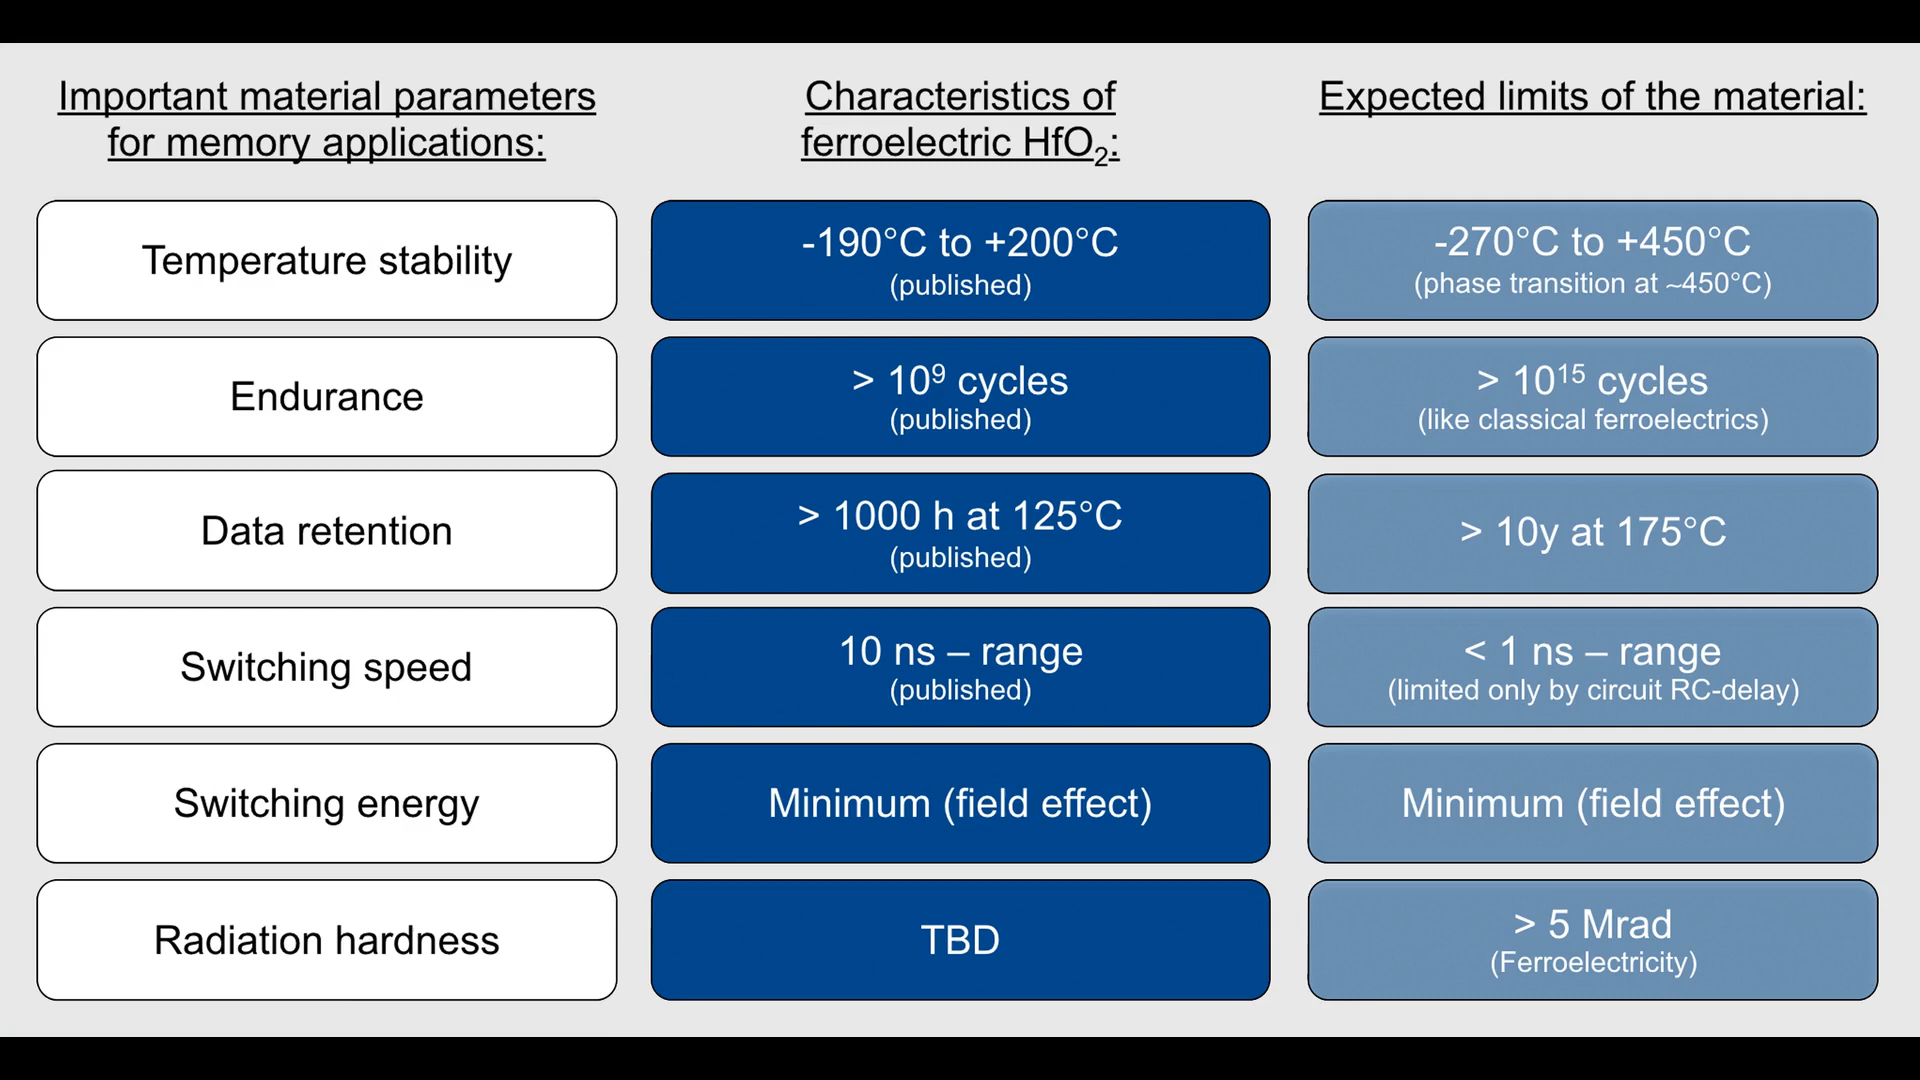 Important material parameters
for memory applications:
Characteristics of
ferroelectric HfO₂:
Expected limits of the material:
Temperature stability
-190°C to +200°C
(published)
-270°C to +450°C
(phase transition at ~450°C)
Endurance
> 10⁹ cycles
(published)
> 10¹⁵ cycles
(like classical ferroelectrics)
Data retention
> 1000 h at 125°C
(published)
> 10y at 175°C
Switching speed
10 ns – range
(published)
< 1 ns – range
(limited only by circuit RC-delay)
Switching energy
Minimum (field effect)
Minimum (field effect)
Radiation hardness
TBD
> 5 Mrad
(Ferroelectricity)